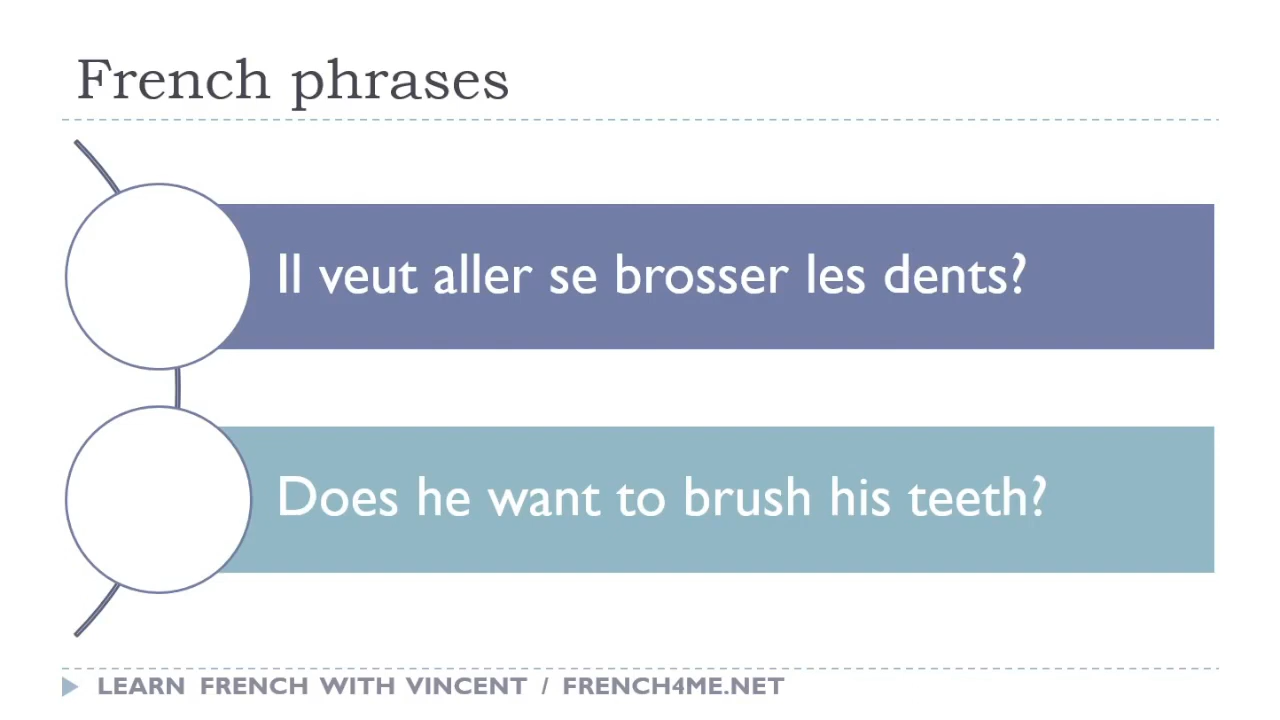 French phrases
Il veut aller se brosser les dents?
Does he want to brush his teeth?
LEARN FRENCH WITH VINCENT / FRENCH4ME.NET